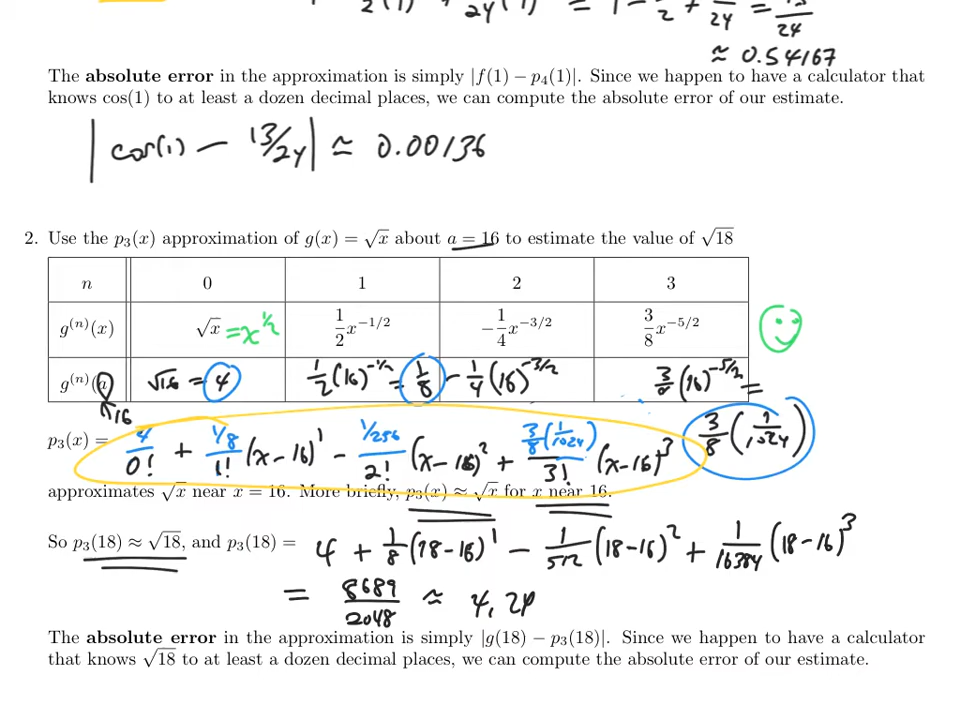 2(1) + 24(1) = 1 - 2 + 24 = 24
≈ 0.54167
The absolute error in the approximation is simply |f(1) − p₄(1)|. Since we happen to have a calculator that
knows cos(1) to at least a dozen decimal places, we can compute the absolute error of our estimate.
|cos(1) − 13/24| ≈ 0.00136
2. Use the p₃(x) approximation of g(x) = √x about a = 16 to estimate the value of √18
n 0 1 2 3
g⁽ⁿ⁾(x) √x = x^1/2 1/2 x^−1/2 −1/4 x^−3/2 3/8 x^−5/2
g⁽ⁿ⁾(a) √16 = 4 1/2(16)^-1/2 = 1/8 −1/4(16)^-3/2 3/8(16)^-5/2 =
16
p₃(x) = 4/0! + 1/8/1!(x−16)^1 − 1/256/2!(x−16)^2 + 3/8(1/1024)/3!(x−16)^3 3/8(1/1024)
approximates √x near x = 16. More briefly, p₃(x) ≈ √x for x near 16.
So p₃(18) ≈ √18, and p₃(18) = 4 + 1/8(18−16)^1 − 1/512(18−16)^2 + 1/16384(18−16)^3
= 8689/2048 ≈ 4.24
The absolute error in the approximation is simply |g(18) − p₃(18)|. Since we happen to have a calculator
that knows √18 to at least a dozen decimal places, we can compute the absolute error of our estimate.